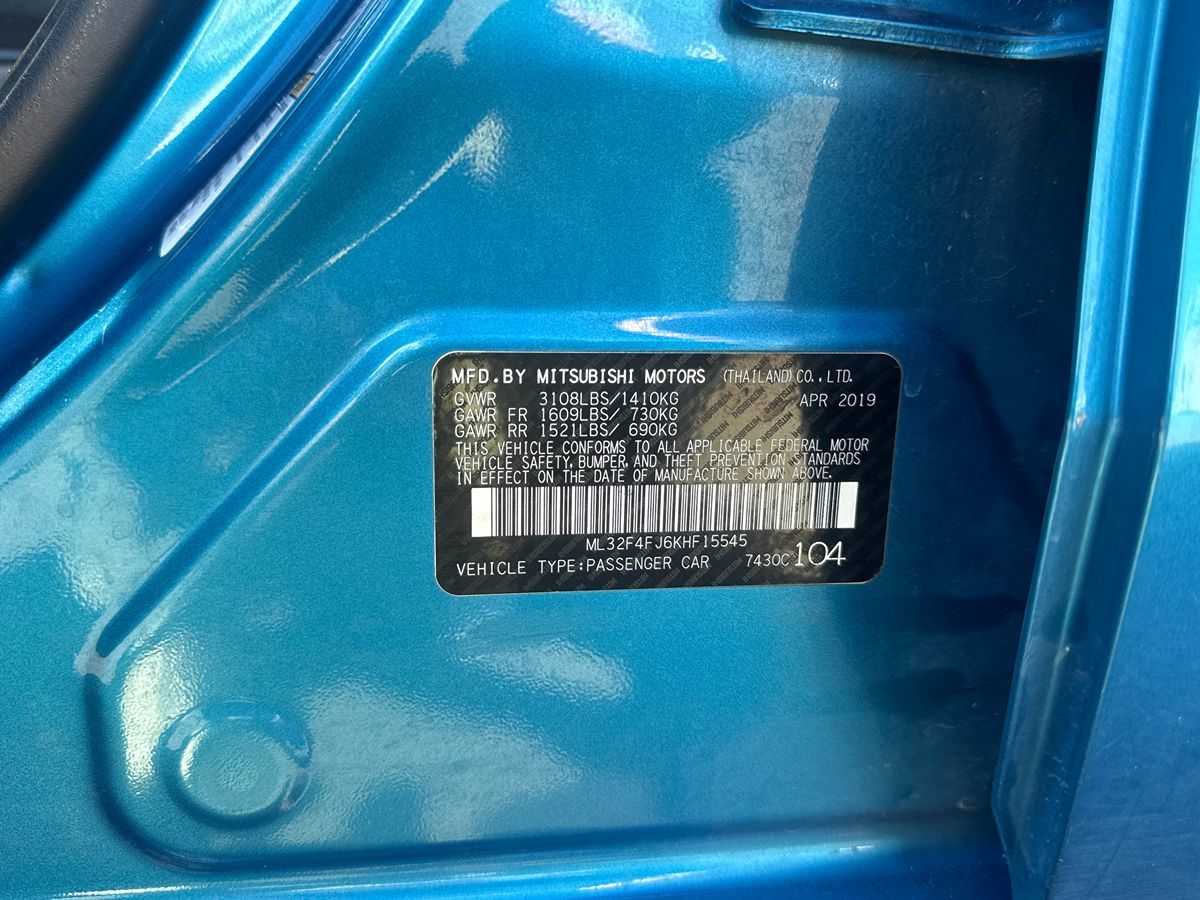 MFD.BY MITSUBISHI MOTORS (THAILAND) CO., LTD.
GVWR 3108LBS/1410KG APR 2019
GAWR FR 1609LBS/ 730KG
GAWR RR 1521LBS/ 690KG
THIS VEHICLE CONFORMS TO ALL APPLICABLE FEDERAL MOTOR
VEHICLE SAFETY, BUMPER, AND THEFT PREVENTION STANDARDS
IN EFFECT ON THE DATE OF MANUFACTURE SHOWN ABOVE.
ML32F4FJ6KHF15545
VEHICLE TYPE:PASSENGER CAR 7430C 104